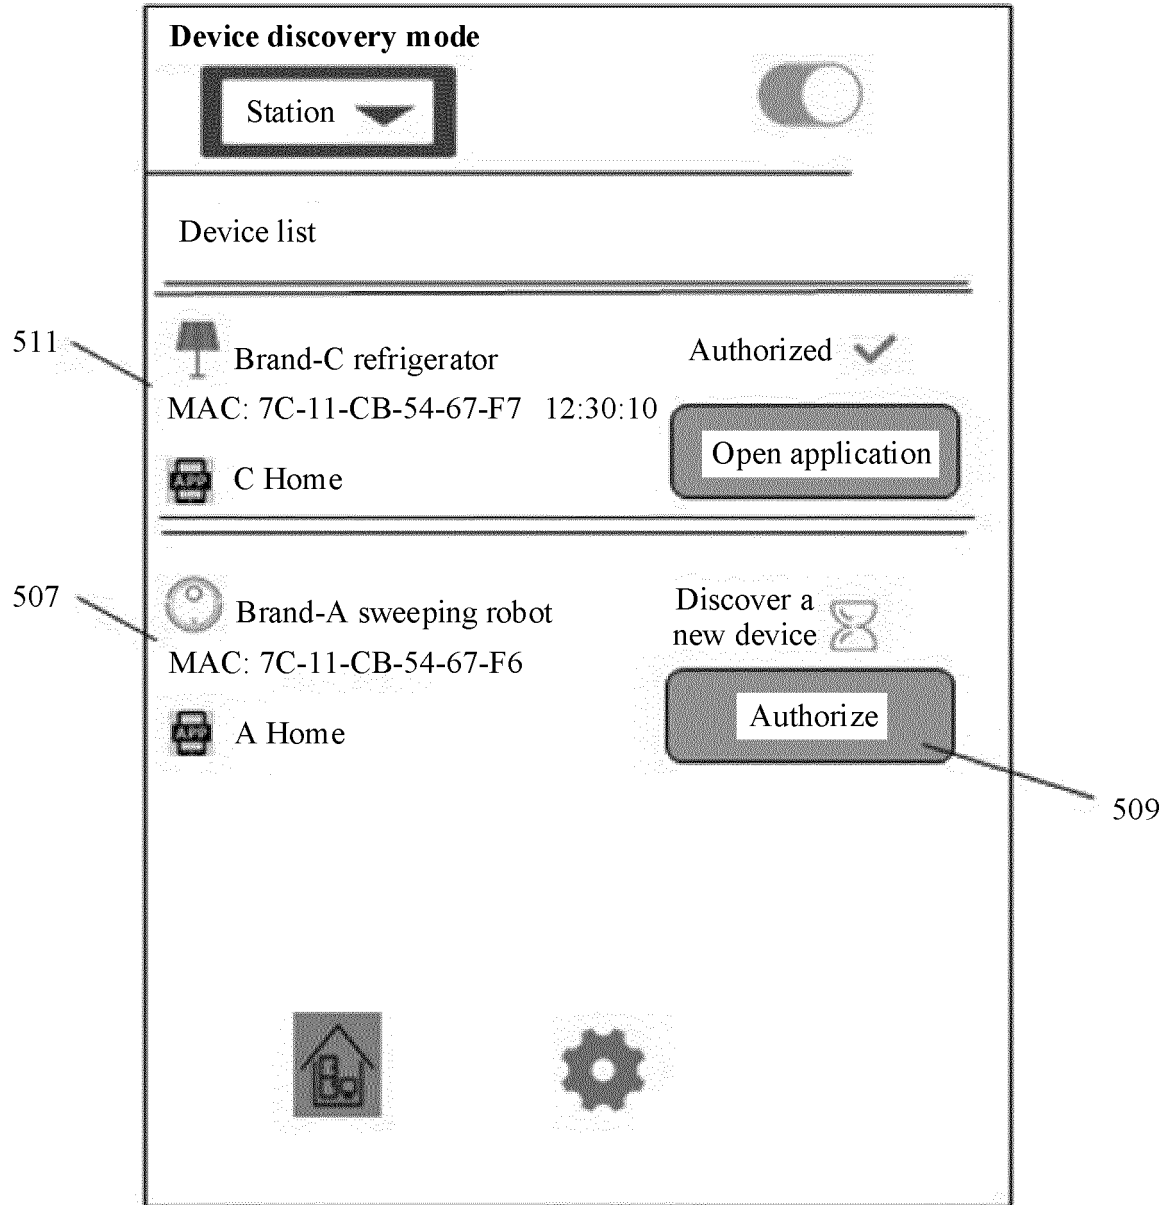 Device discovery mode
Station
Device list
511
Brand-C refrigerator
Authorized
MAC: 7C-11-CB-54-67-F7 12:30:10
Open application
APP
C Home
507
Brand-A sweeping robot
Discover a
new device
MAC: 7C-11-CB-54-67-F6
Authorize
APP
A Home
509